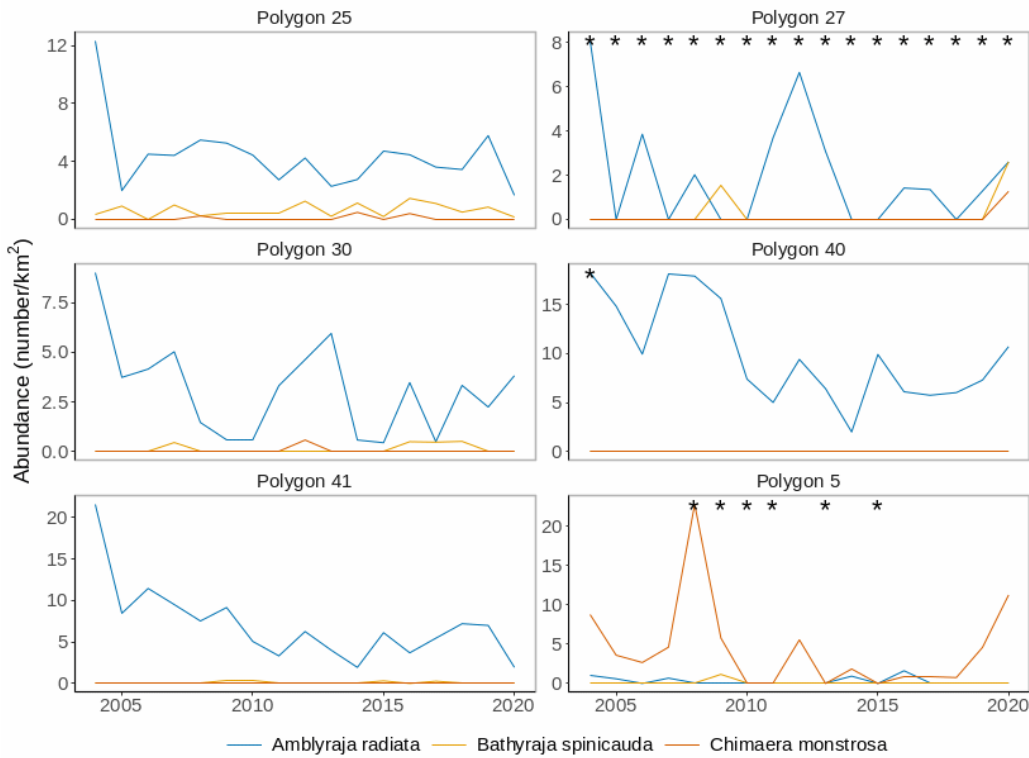 Polygon 25
Polygon 27
12
8
4
0
8
6
4
2
0
* * * * * * * * * * * * * * * * *
Polygon 30
Polygon 40
7.5
5.0
2.5
0.0
15
10
5
0
*
Polygon 41
Polygon 5
20
15
10
5
0
20
15
10
5
0
* * * * * *
2005 2010 2015 2020
2005 2010 2015 2020
Abundance (number/km²)
Amblyraja radiata Bathyraja spinicauda Chimaera monstrosa